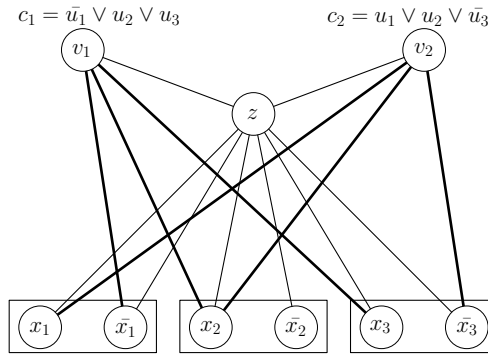 c₁ = ū₁ ∨ u₂ ∨ u₃ c₂ = u₁ ∨ u₂ ∨ ū₃
v₁ v₂
z
x₁ x̄₁ x₂ x̄₂ x₃ x̄₃